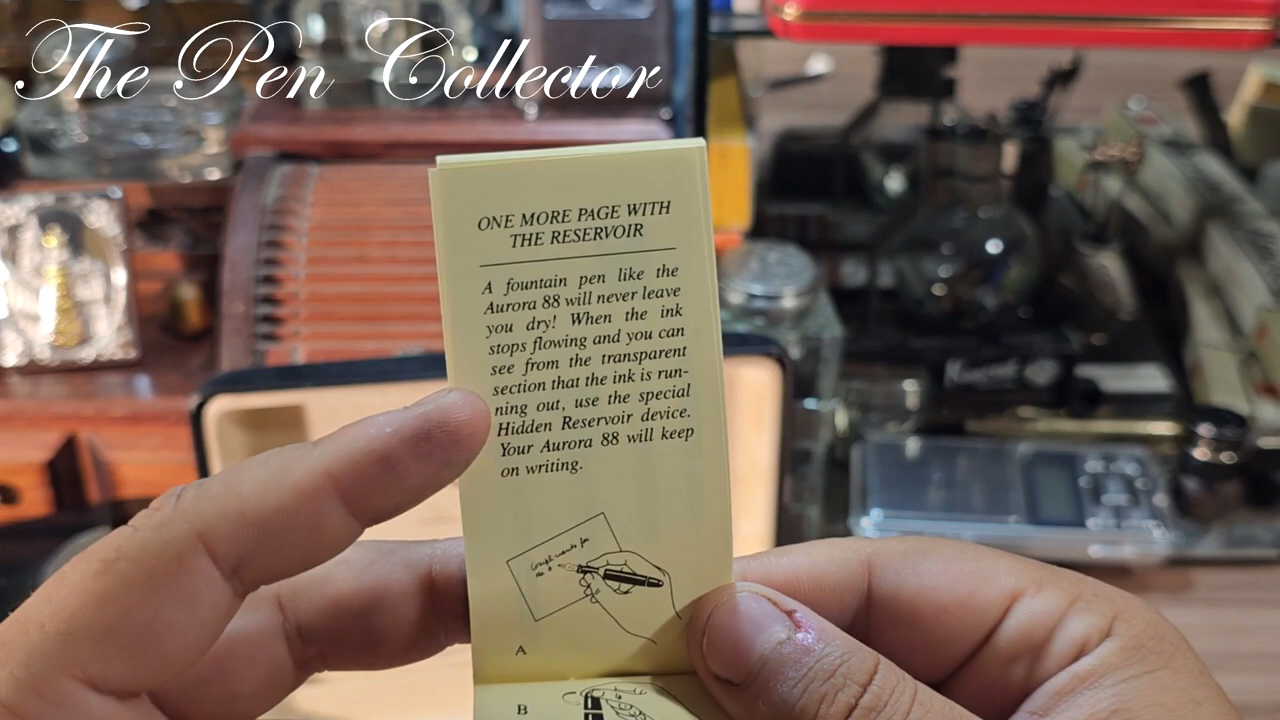 The Pen Collector
ONE MORE PAGE WITH
THE RESERVOIR
A fountain pen like the
Aurora 88 will never leave
you dry! When the ink
stops flowing and you can
see from the transparent
section that the ink is run-
ning out, use the special
Hidden Reservoir device.
Your Aurora 88 will keep
on writing.
A
B